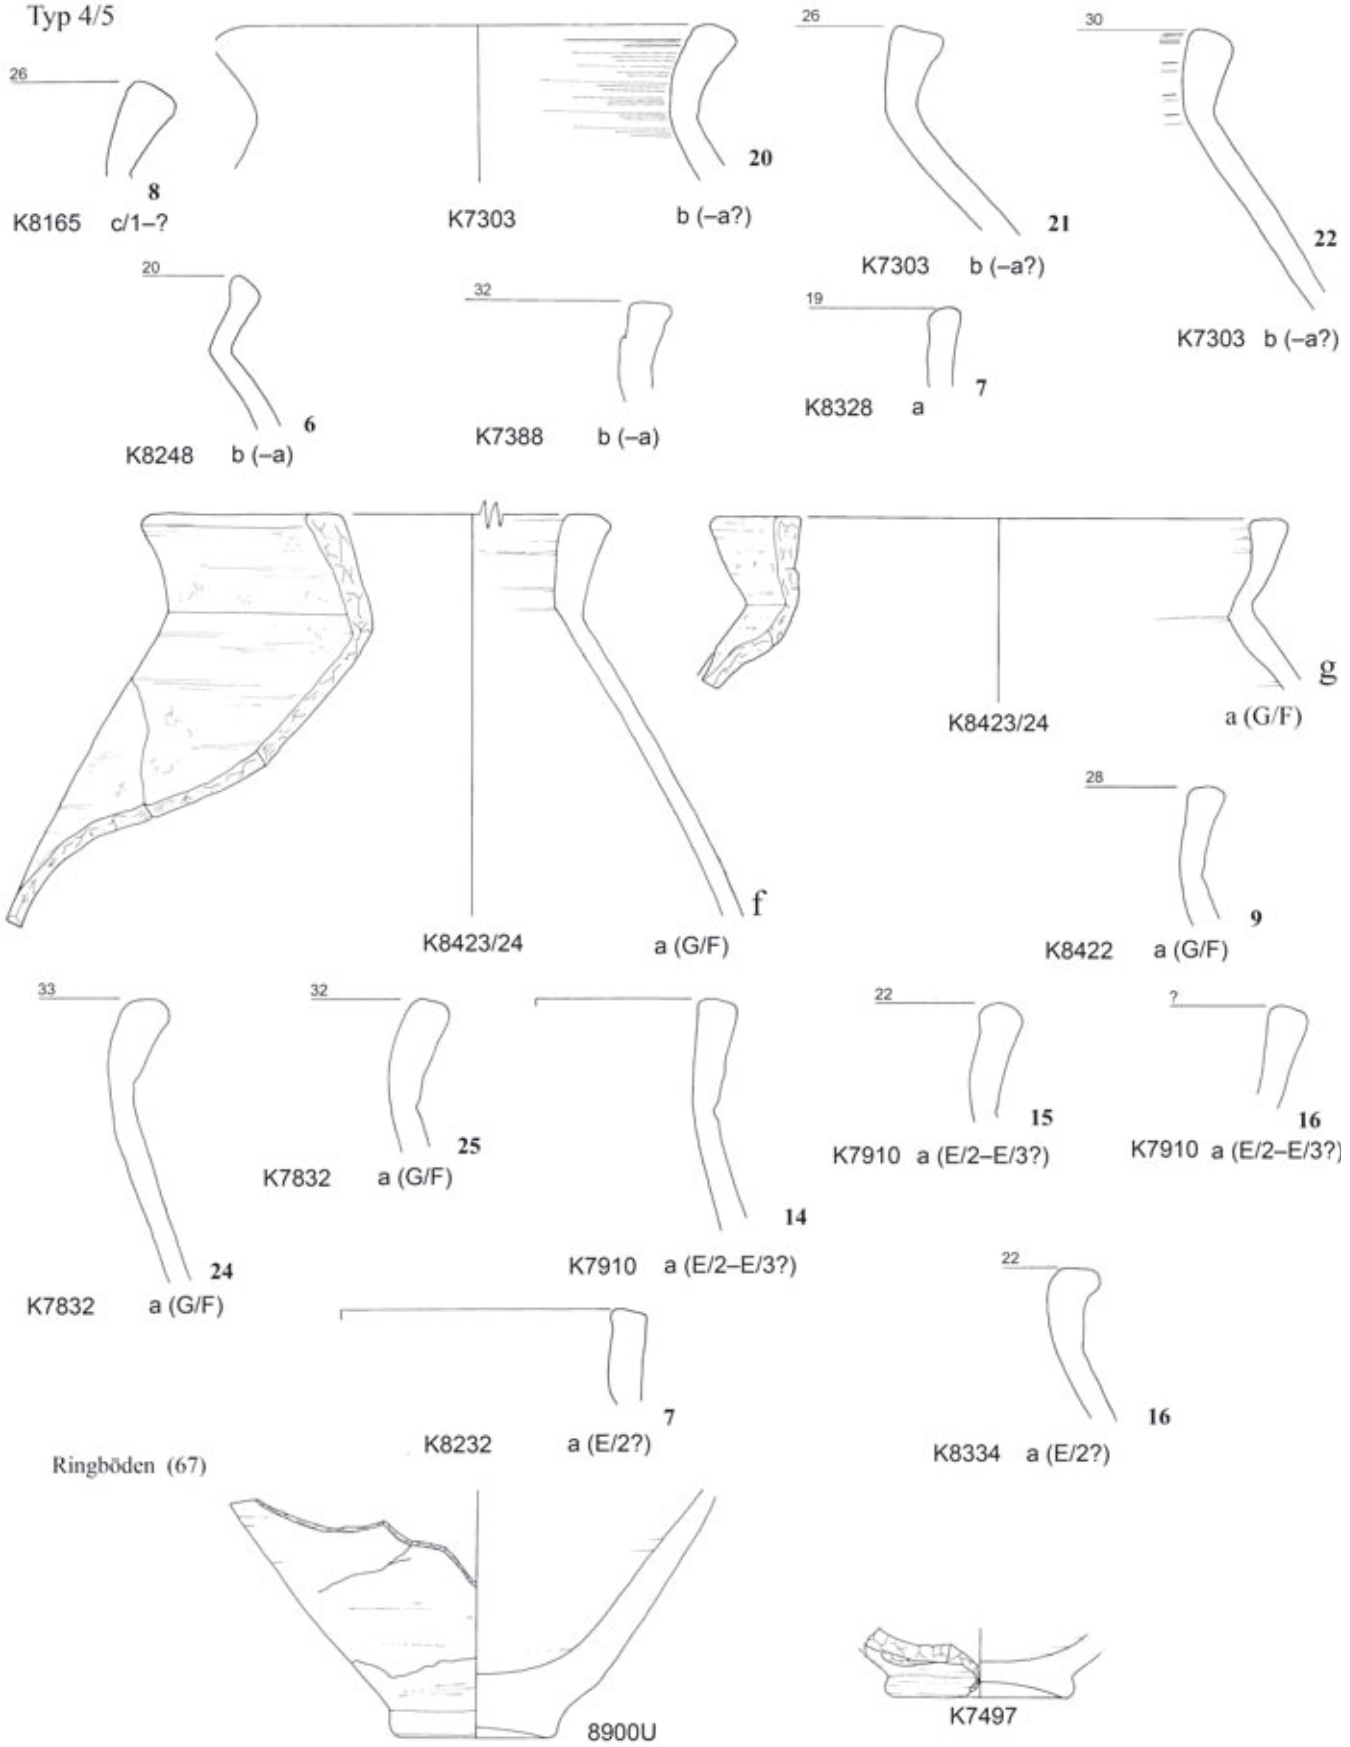 Typ 4/5
26
8
K8165 c/1–?
20
K7303 b (–a?)
26
21
K7303 b (–a?)
30
22
K7303 b (–a?)
20
6
K8248 b (–a)
32
K7388 b (–a)
19
7
K8328 a
f
K8423/24 a (G/F)
g
K8423/24 a (G/F)
28
9
K8422 a (G/F)
33
24
K7832 a (G/F)
32
25
K7832 a (G/F)
14
K7910 a (E/2–E/3?)
22
15
K7910 a (E/2–E/3?)
?
16
K7910 a (E/2–E/3?)
7
K8232 a (E/2?)
22
16
K8334 a (E/2?)
Ringböden (67)
8900U
K7497